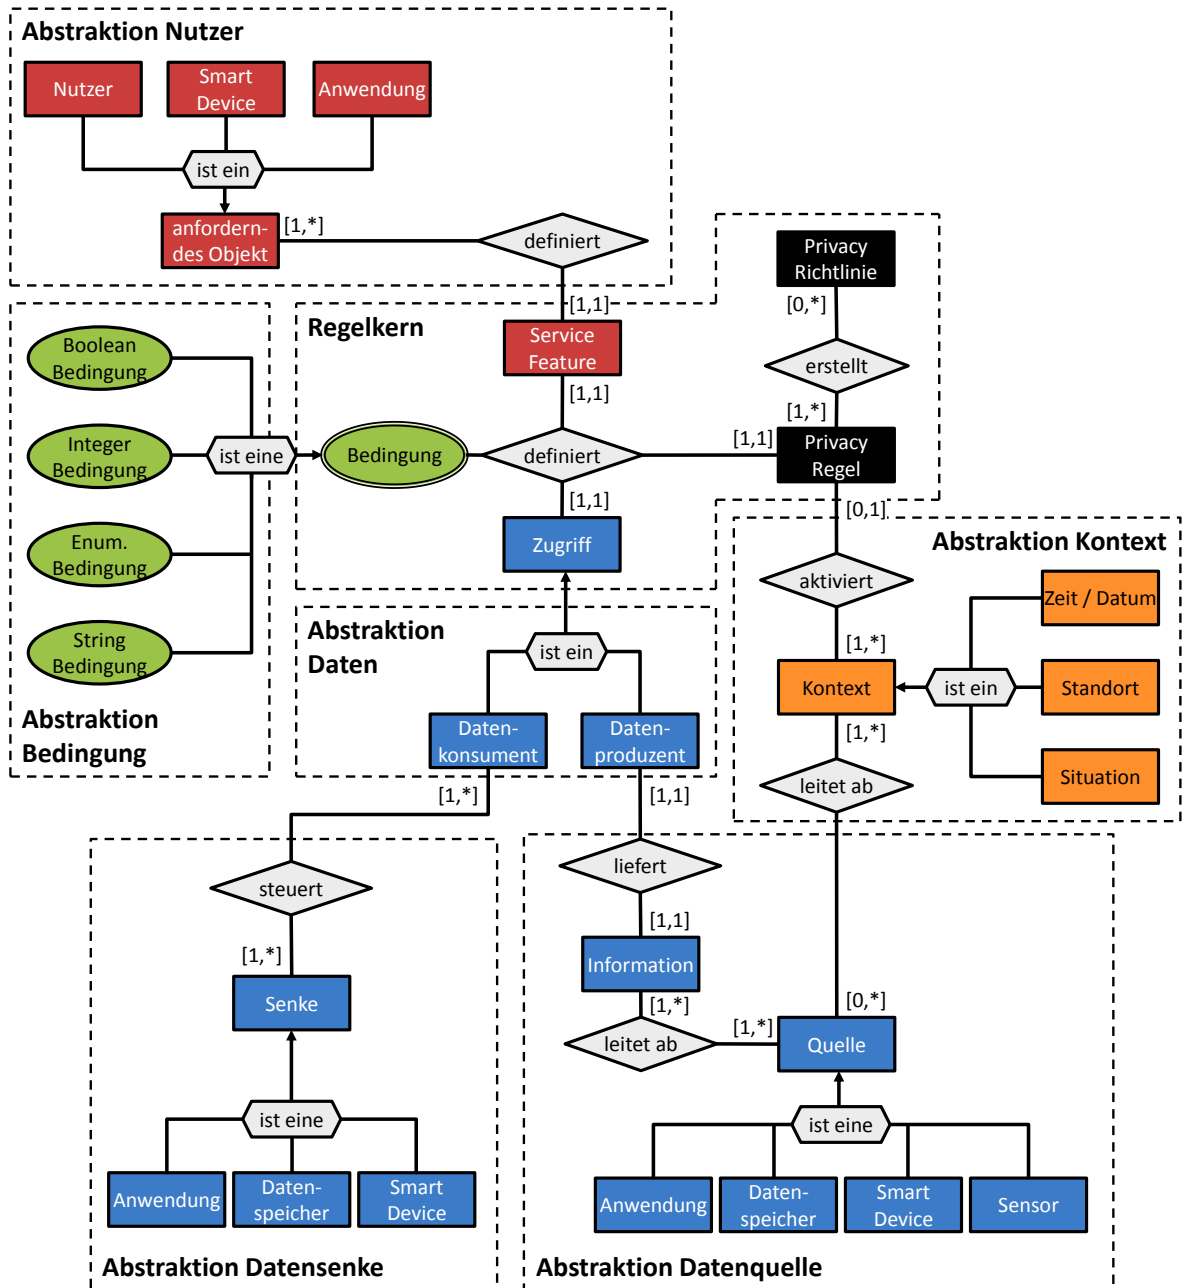 Abstraktion Nutzer
Nutzer
Smart
Device
Anwendung
ist ein
anfordern-
des Objekt
[1,*]
definiert
[1,1]
Privacy
Richtlinie
[0,*]
erstellt
[1,*]
Privacy
Regel
[1,1]
[0,1]
Regelkern
Service
Feature
[1,1]
Bedingung
definiert
[1,1]
Zugriff
Boolean
Bedingung
Integer
Bedingung
ist eine
Enum.
Bedingung
String
Bedingung
Abstraktion
Bedingung
Abstraktion
Daten
ist ein
Daten-
konsument
Daten-
produzent
[1,*]
[1,1]
Abstraktion Kontext
aktiviert
[1,*]
Kontext
ist ein
Zeit / Datum
Standort
Situation
[1,*]
leitet ab
[0,*]
steuert
[1,*]
Senke
ist eine
Anwendung
Daten-
speicher
Smart
Device
Abstraktion Datensenke
liefert
[1,1]
Information
[1,*]
leitet ab
[1,*]
Quelle
ist eine
Anwendung
Daten-
speicher
Smart
Device
Sensor
Abstraktion Datenquelle